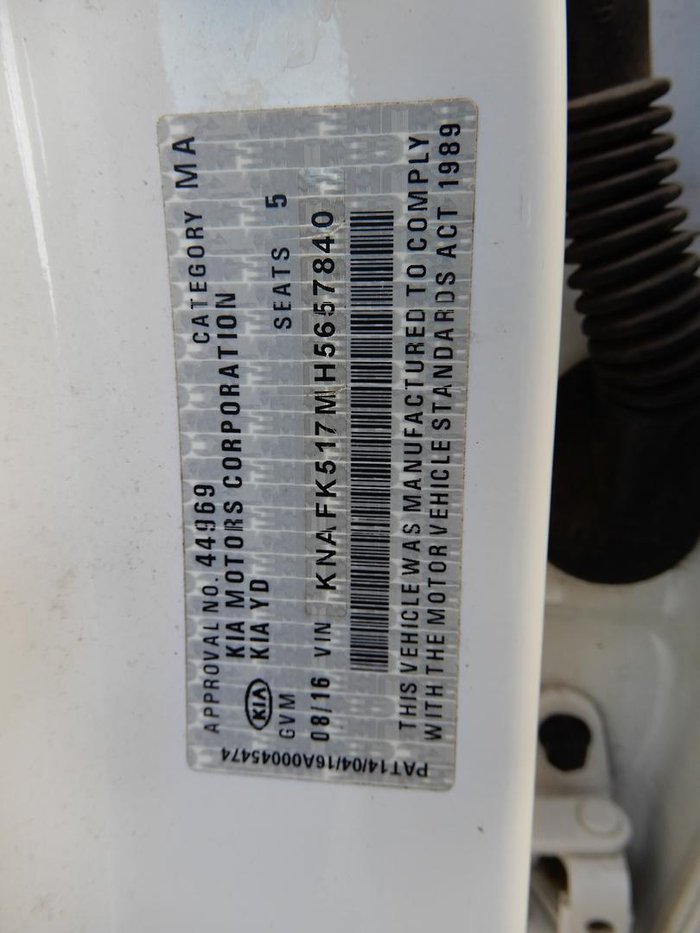 APPROVAL NO. 44969 CATEGORY MA
KIA MOTORS CORPORATION
KIA KIA YD
GVM SEATS 5
08/16 VIN KNAFK517MH5657840
THIS VEHICLE WAS MANUFACTURED TO COMPLY
WITH THE MOTOR VEHICLE STANDARDS ACT 1989
PAT14/04/16A00045474